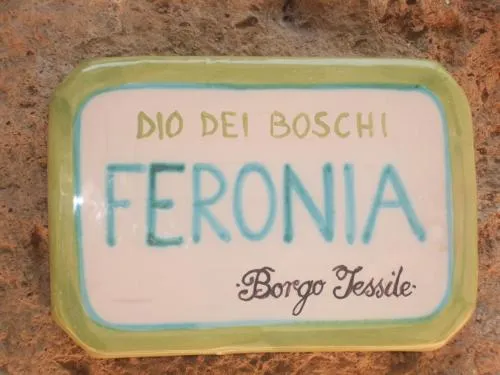 DIO DEI BOSCHI
FERONIA
·Borgo Tessile·